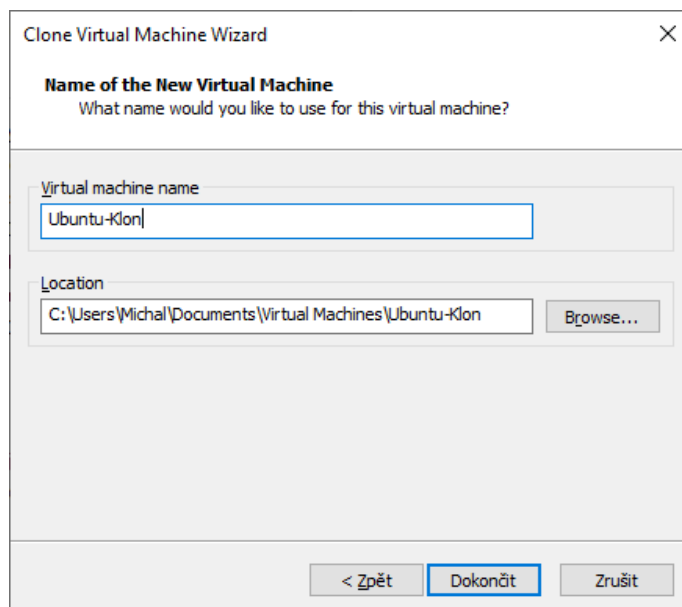 Clone Virtual Machine Wizard
Name of the New Virtual Machine
What name would you like to use for this virtual machine?
Virtual machine name
Ubuntu-Klon
Location
C:\Users\Michal\Documents\Virtual Machines\Ubuntu-Klon
Browse...
< Zpět
Dokončit
Zrušit